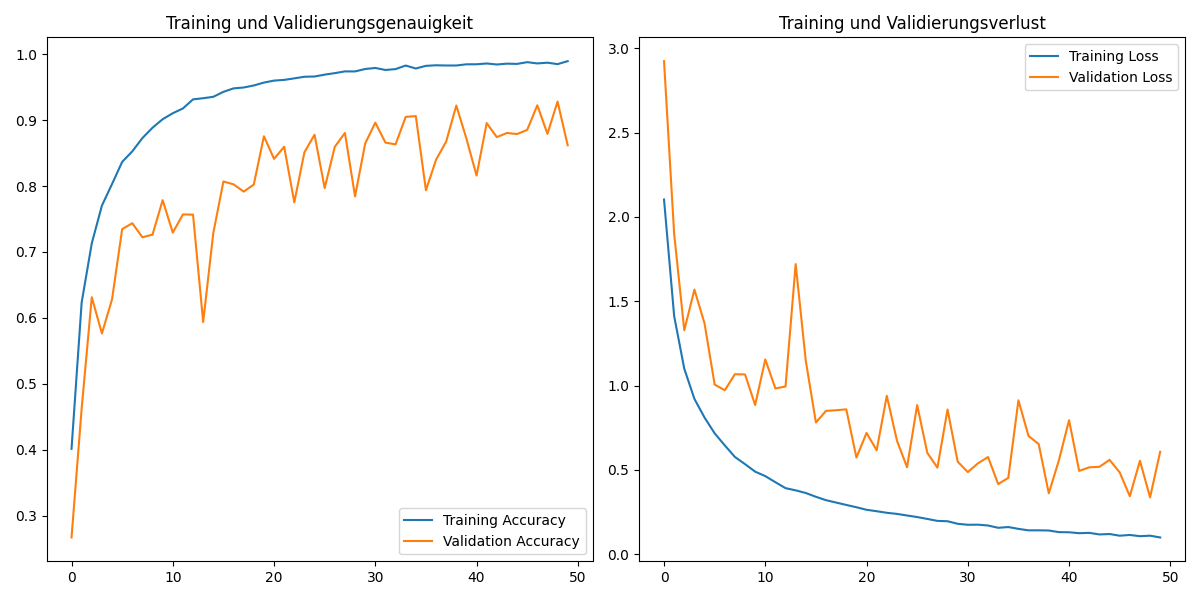 Training und Validierungsgenauigkeit
1.0
0.9
0.8
0.7
0.6
0.5
0.4
0.3
0 10 20 30 40 50
Training Accuracy
Validation Accuracy
Training und Validierungsverlust
3.0
2.5
2.0
1.5
1.0
0.5
0.0
0 10 20 30 40 50
Training Loss
Validation Loss